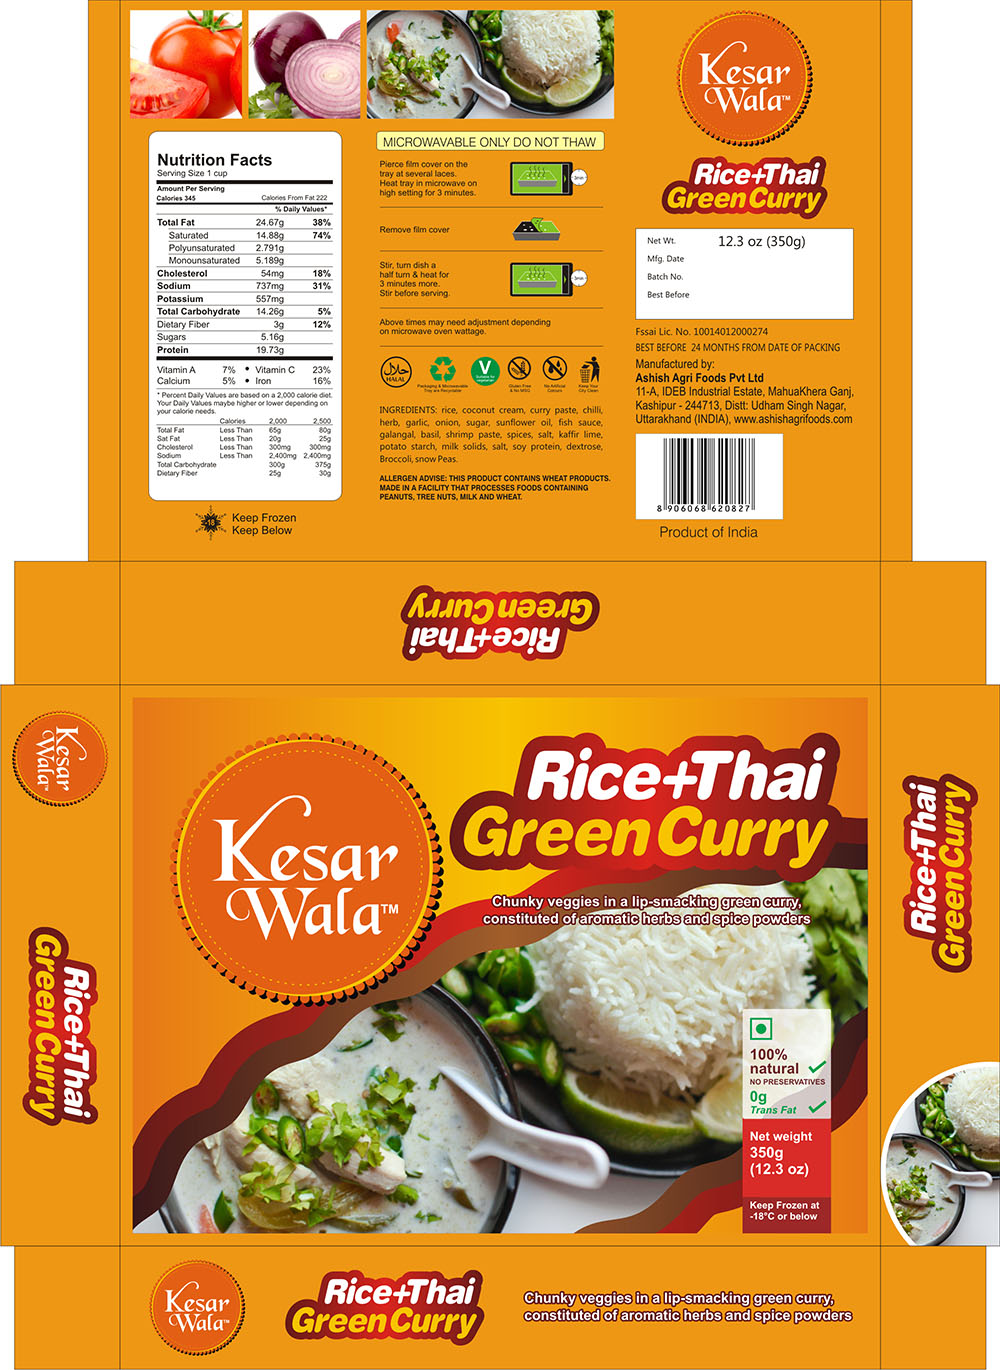 Nutrition Facts
Serving Size 1 cup
Amount Per Serving
Calories 345 Calories From Fat 222
% Daily Values*
Total Fat 24.67g 38%
Saturated 14.88g 74%
Polyunsaturated 2.791g
Monounsaturated 5.189g
Cholesterol 54mg 18%
Sodium 737mg 31%
Potassium 557mg
Total Carbohydrate 14.26g 5%
Dietary Fiber 3g 12%
Sugars 5.16g
Protein 19.73g
Vitamin A 7% • Vitamin C 23%
Calcium 5% • Iron 16%
* Percent Daily Values are based on a 2,000 calorie diet.
Your Daily Values maybe higher or lower depending on
your calorie needs.
Calories 2,000 2,500
Total Fat Less Than 65g 80g
Sat Fat Less Than 20g 25g
Cholesterol Less Than 300mg 300mg
Sodium Less Than 2,400mg 2,400mg
Total Carbohydrate 300g 375g
Dietary Fiber 25g 30g
-18
Keep Frozen
Keep Below
MICROWAVABLE ONLY DO NOT THAW
Pierce film cover on the
tray at several laces.
Heat tray in microwave on
high setting for 3 minutes.
3min
Remove film cover
Stir, turn dish a
half turn & heat for
3 minutes more.
Stir before serving.
3min
Above times may need adjustment depending
on microwave oven wattage.
حلال
HALAL
Packaging & Microwavable
Tray are Recyclable
V
Suitable for
vegetarian
Gluten Free
& No MSG
No Artificial
Colours
Keep Your
City Clean
INGREDIENTS: rice, coconut cream, curry paste, chilli,
herb, garlic, onion, sugar, sunflower oil, fish sauce,
galangal, basil, shrimp paste, spices, salt, kaffir lime,
potato starch, milk solids, salt, soy protein, dextrose,
Broccoli, snow Peas.
ALLERGEN ADVISE: THIS PRODUCT CONTAINS WHEAT PRODUCTS.
MADE IN A FACILITY THAT PROCESSES FOODS CONTAINING
PEANUTS, TREE NUTS, MILK AND WHEAT.
Kesar
Wala™
Rice+Thai
Green Curry
Net Wt. 12.3 oz (350g)
Mfg. Date
Batch No.
Best Before
Fssai Lic. No. 10014012000274
BEST BEFORE 24 MONTHS FROM DATE OF PACKING
Manufactured by:
Ashish Agri Foods Pvt Ltd
11-A, IDEB Industrial Estate, MahuaKhera Ganj,
Kashipur - 244713, Distt: Udham Singh Nagar,
Uttarakhand (INDIA), www.ashishagrifoods.com
8 906068 620827
Product of India
Rice+Thai
Green Curry
Kesar
Wala™
Rice+Thai
Green Curry
Kesar
Wala™
Rice+Thai
Green Curry
Chunky veggies in a lip-smacking green curry,
constituted of aromatic herbs and spice powders
100%
natural
NO PRESERVATIVES
0g
Trans Fat
Net weight
350g
(12.3 oz)
Keep Frozen at
-18°C or below
Rice+Thai
Green Curry
Kesar
Wala™
Rice+Thai
Green Curry
Chunky veggies in a lip-smacking green curry,
constituted of aromatic herbs and spice powders